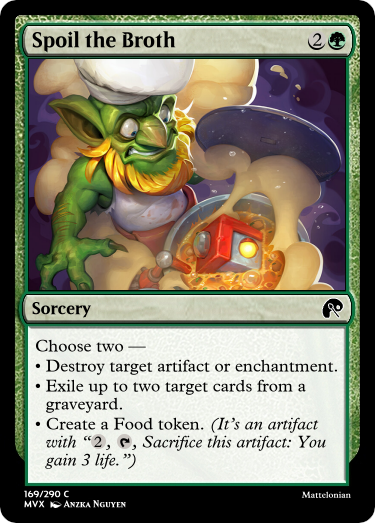 Spoil the Broth 2
Sorcery
Choose two —
• Destroy target artifact or enchantment.
• Exile up to two target cards from a
graveyard.
• Create a Food token. (It's an artifact
with “2, , Sacrifice this artifact: You
gain 3 life.”)
169/290 C
MVX Anzka Nguyen
Mattelonian